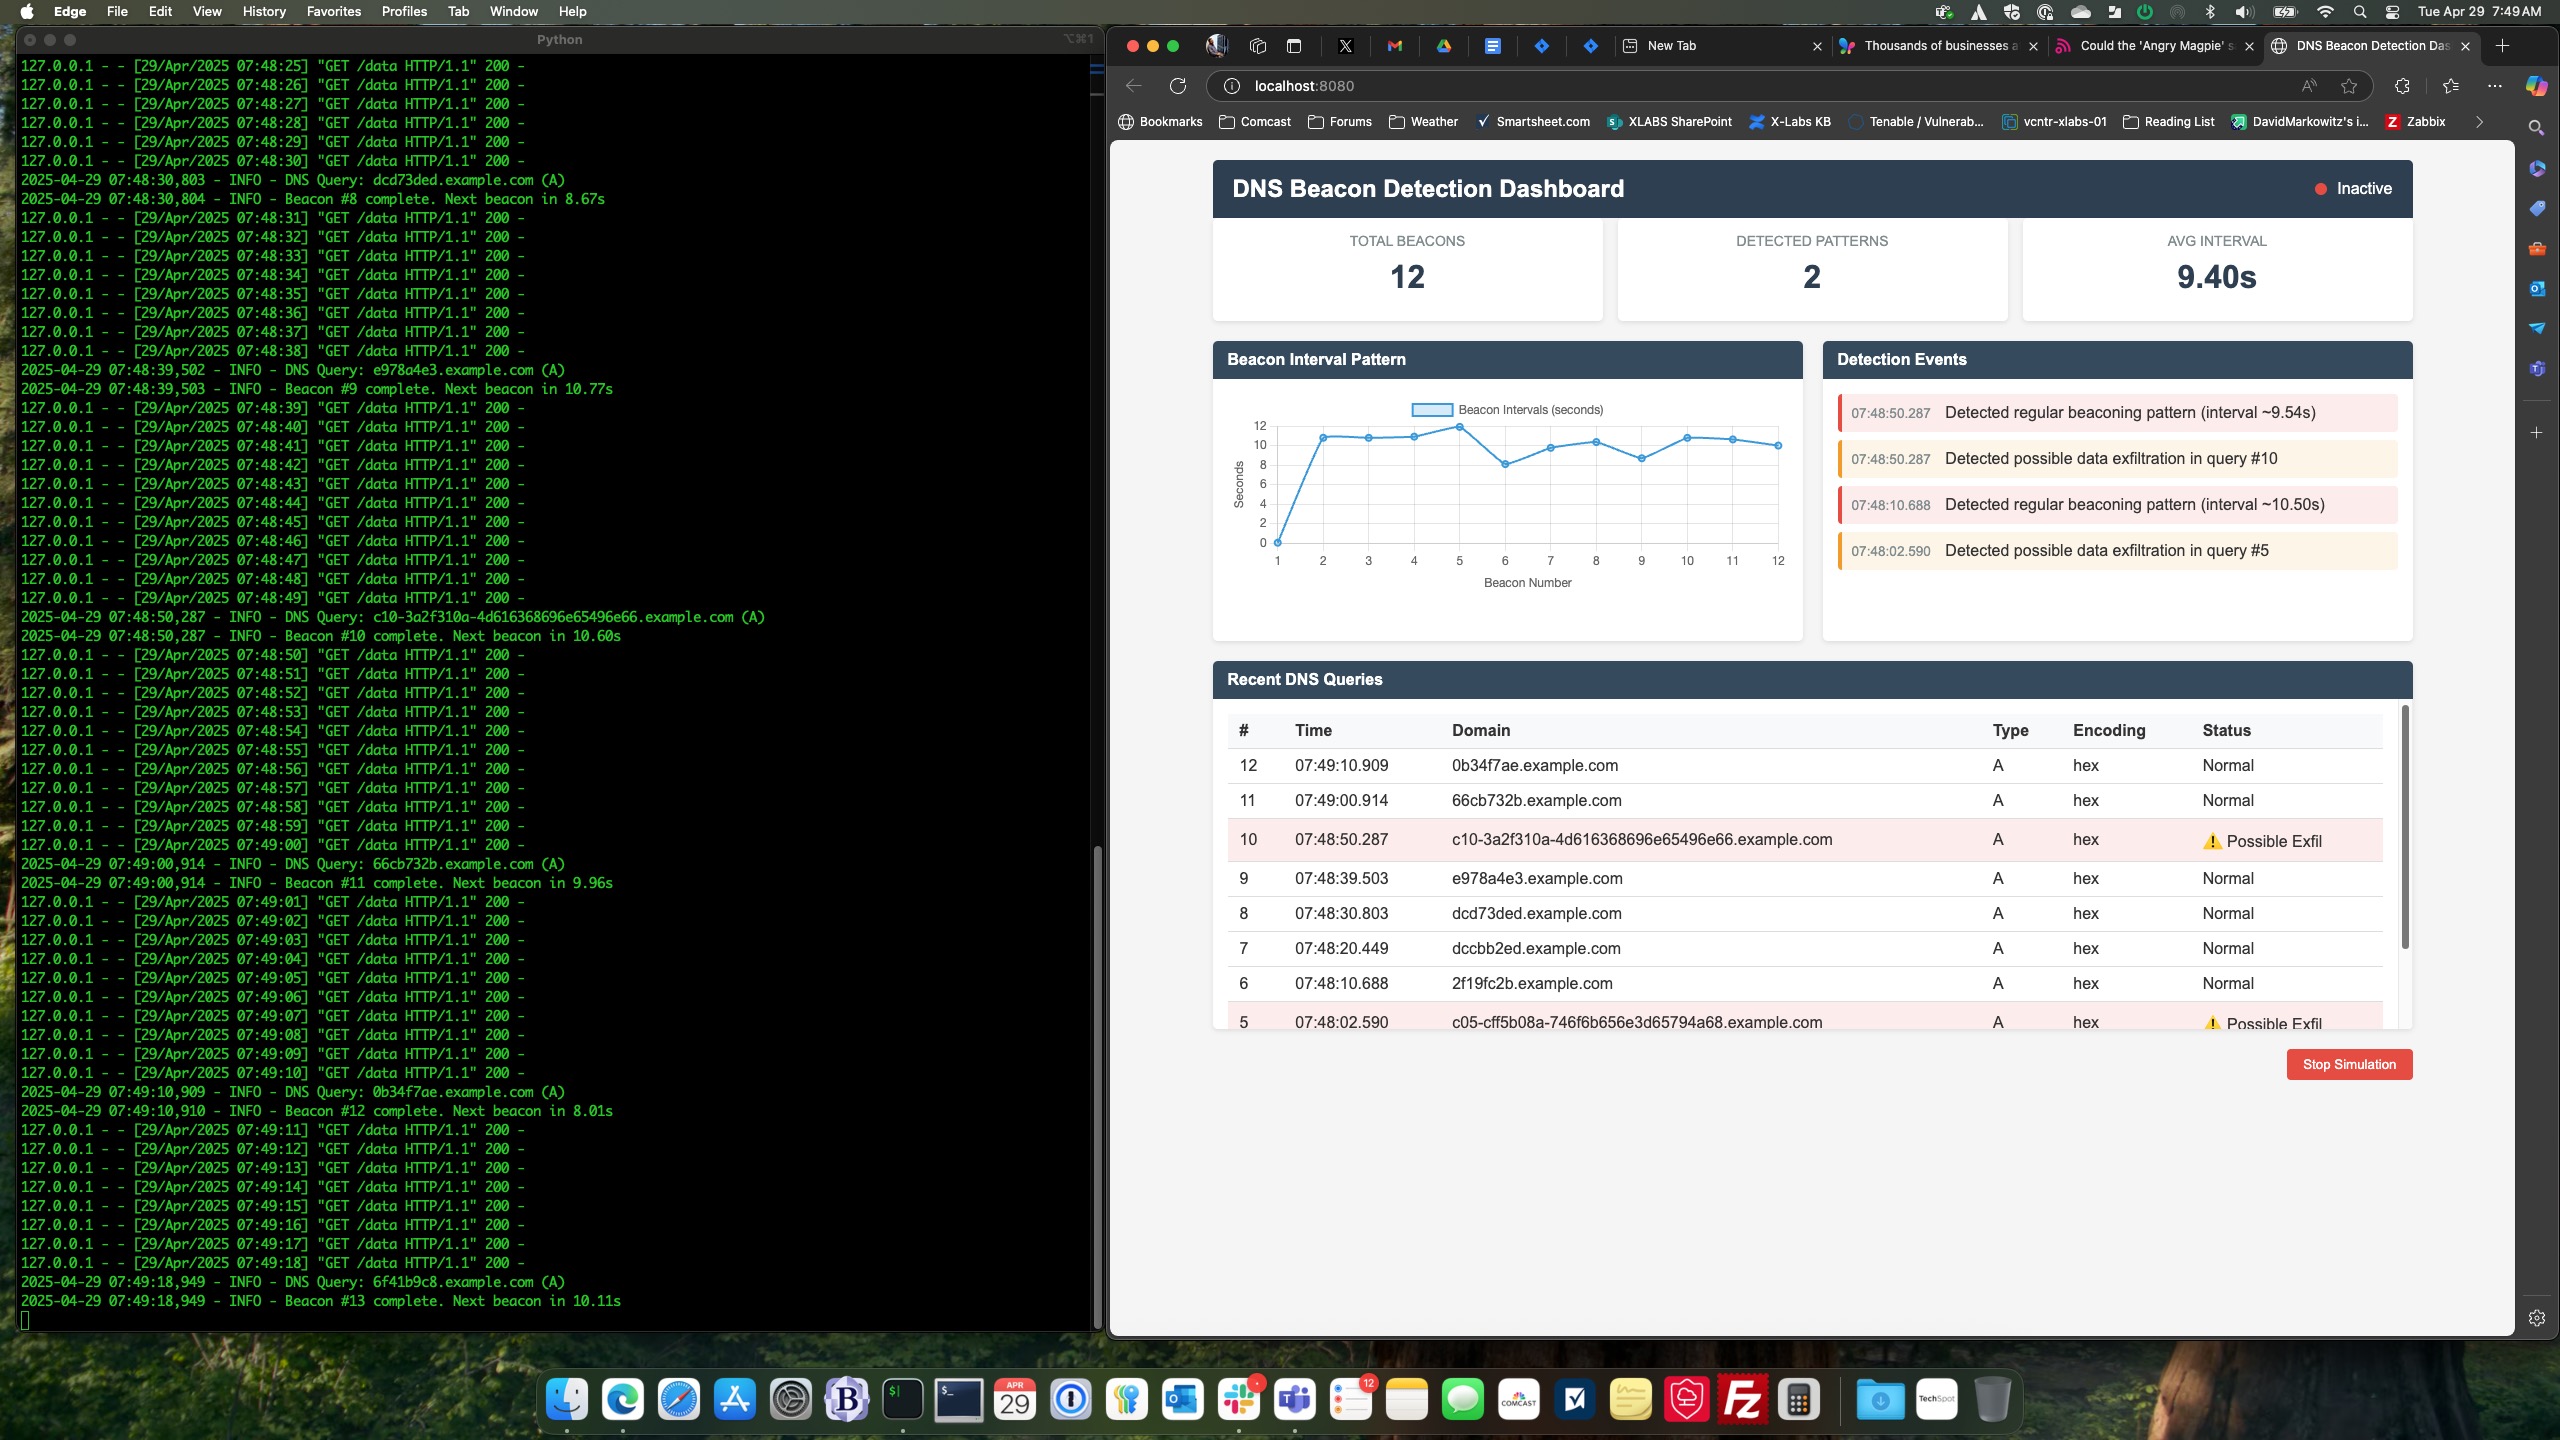 Edge File Edit View History Favorites Profiles Tab Window Help
Tue Apr 29 7:49 AM
Python
⌥⌘1
127.0.0.1 - - [29/Apr/2025 07:48:25] "GET /data HTTP/1.1" 200 -
127.0.0.1 - - [29/Apr/2025 07:48:26] "GET /data HTTP/1.1" 200 -
127.0.0.1 - - [29/Apr/2025 07:48:27] "GET /data HTTP/1.1" 200 -
127.0.0.1 - - [29/Apr/2025 07:48:28] "GET /data HTTP/1.1" 200 -
127.0.0.1 - - [29/Apr/2025 07:48:29] "GET /data HTTP/1.1" 200 -
127.0.0.1 - - [29/Apr/2025 07:48:30] "GET /data HTTP/1.1" 200 -
2025-04-29 07:48:30,803 - INFO - DNS Query: dcd73ded.example.com (A)
2025-04-29 07:48:30,804 - INFO - Beacon #8 complete. Next beacon in 8.67s
127.0.0.1 - - [29/Apr/2025 07:48:31] "GET /data HTTP/1.1" 200 -
127.0.0.1 - - [29/Apr/2025 07:48:32] "GET /data HTTP/1.1" 200 -
127.0.0.1 - - [29/Apr/2025 07:48:33] "GET /data HTTP/1.1" 200 -
127.0.0.1 - - [29/Apr/2025 07:48:34] "GET /data HTTP/1.1" 200 -
127.0.0.1 - - [29/Apr/2025 07:48:35] "GET /data HTTP/1.1" 200 -
127.0.0.1 - - [29/Apr/2025 07:48:36] "GET /data HTTP/1.1" 200 -
127.0.0.1 - - [29/Apr/2025 07:48:37] "GET /data HTTP/1.1" 200 -
127.0.0.1 - - [29/Apr/2025 07:48:38] "GET /data HTTP/1.1" 200 -
2025-04-29 07:48:39,502 - INFO - DNS Query: e978a4e3.example.com (A)
2025-04-29 07:48:39,503 - INFO - Beacon #9 complete. Next beacon in 10.77s
127.0.0.1 - - [29/Apr/2025 07:48:39] "GET /data HTTP/1.1" 200 -
127.0.0.1 - - [29/Apr/2025 07:48:40] "GET /data HTTP/1.1" 200 -
127.0.0.1 - - [29/Apr/2025 07:48:41] "GET /data HTTP/1.1" 200 -
127.0.0.1 - - [29/Apr/2025 07:48:42] "GET /data HTTP/1.1" 200 -
127.0.0.1 - - [29/Apr/2025 07:48:43] "GET /data HTTP/1.1" 200 -
127.0.0.1 - - [29/Apr/2025 07:48:44] "GET /data HTTP/1.1" 200 -
127.0.0.1 - - [29/Apr/2025 07:48:45] "GET /data HTTP/1.1" 200 -
127.0.0.1 - - [29/Apr/2025 07:48:46] "GET /data HTTP/1.1" 200 -
127.0.0.1 - - [29/Apr/2025 07:48:47] "GET /data HTTP/1.1" 200 -
127.0.0.1 - - [29/Apr/2025 07:48:48] "GET /data HTTP/1.1" 200 -
127.0.0.1 - - [29/Apr/2025 07:48:49] "GET /data HTTP/1.1" 200 -
2025-04-29 07:48:50,287 - INFO - DNS Query: c10-3a2f310a-4d616368696e65496e66.example.com (A)
2025-04-29 07:48:50,287 - INFO - Beacon #10 complete. Next beacon in 10.60s
127.0.0.1 - - [29/Apr/2025 07:48:50] "GET /data HTTP/1.1" 200 -
127.0.0.1 - - [29/Apr/2025 07:48:51] "GET /data HTTP/1.1" 200 -
127.0.0.1 - - [29/Apr/2025 07:48:52] "GET /data HTTP/1.1" 200 -
127.0.0.1 - - [29/Apr/2025 07:48:53] "GET /data HTTP/1.1" 200 -
127.0.0.1 - - [29/Apr/2025 07:48:54] "GET /data HTTP/1.1" 200 -
127.0.0.1 - - [29/Apr/2025 07:48:55] "GET /data HTTP/1.1" 200 -
127.0.0.1 - - [29/Apr/2025 07:48:56] "GET /data HTTP/1.1" 200 -
127.0.0.1 - - [29/Apr/2025 07:48:57] "GET /data HTTP/1.1" 200 -
127.0.0.1 - - [29/Apr/2025 07:48:58] "GET /data HTTP/1.1" 200 -
127.0.0.1 - - [29/Apr/2025 07:48:59] "GET /data HTTP/1.1" 200 -
127.0.0.1 - - [29/Apr/2025 07:49:00] "GET /data HTTP/1.1" 200 -
2025-04-29 07:49:00,914 - INFO - DNS Query: 66cb732b.example.com (A)
2025-04-29 07:49:00,914 - INFO - Beacon #11 complete. Next beacon in 9.96s
127.0.0.1 - - [29/Apr/2025 07:49:01] "GET /data HTTP/1.1" 200 -
127.0.0.1 - - [29/Apr/2025 07:49:02] "GET /data HTTP/1.1" 200 -
127.0.0.1 - - [29/Apr/2025 07:49:03] "GET /data HTTP/1.1" 200 -
127.0.0.1 - - [29/Apr/2025 07:49:04] "GET /data HTTP/1.1" 200 -
127.0.0.1 - - [29/Apr/2025 07:49:05] "GET /data HTTP/1.1" 200 -
127.0.0.1 - - [29/Apr/2025 07:49:06] "GET /data HTTP/1.1" 200 -
127.0.0.1 - - [29/Apr/2025 07:49:07] "GET /data HTTP/1.1" 200 -
127.0.0.1 - - [29/Apr/2025 07:49:08] "GET /data HTTP/1.1" 200 -
127.0.0.1 - - [29/Apr/2025 07:49:09] "GET /data HTTP/1.1" 200 -
127.0.0.1 - - [29/Apr/2025 07:49:10] "GET /data HTTP/1.1" 200 -
2025-04-29 07:49:10,909 - INFO - DNS Query: 0b34f7ae.example.com (A)
2025-04-29 07:49:10,910 - INFO - Beacon #12 complete. Next beacon in 8.01s
127.0.0.1 - - [29/Apr/2025 07:49:11] "GET /data HTTP/1.1" 200 -
127.0.0.1 - - [29/Apr/2025 07:49:12] "GET /data HTTP/1.1" 200 -
127.0.0.1 - - [29/Apr/2025 07:49:13] "GET /data HTTP/1.1" 200 -
127.0.0.1 - - [29/Apr/2025 07:49:14] "GET /data HTTP/1.1" 200 -
127.0.0.1 - - [29/Apr/2025 07:49:15] "GET /data HTTP/1.1" 200 -
127.0.0.1 - - [29/Apr/2025 07:49:16] "GET /data HTTP/1.1" 200 -
127.0.0.1 - - [29/Apr/2025 07:49:17] "GET /data HTTP/1.1" 200 -
127.0.0.1 - - [29/Apr/2025 07:49:18] "GET /data HTTP/1.1" 200 -
2025-04-29 07:49:18,949 - INFO - DNS Query: 6f41b9c8.example.com (A)
2025-04-29 07:49:18,949 - INFO - Beacon #13 complete. Next beacon in 10.11s
New Tab
Thousands of businesses a
Could the 'Angry Magpie' s
DNS Beacon Detection Das
localhost:8080
Bookmarks Comcast Forums Weather Smartsheet.com XLABS SharePoint X-Labs KB Tenable / Vulnerab... vcntr-xlabs-01 Reading List DavidMarkowitz's i... Zabbix
DNS Beacon Detection Dashboard
Inactive
TOTAL BEACONS
12
DETECTED PATTERNS
2
AVG INTERVAL
9.40s
Beacon Interval Pattern
Beacon Intervals (seconds)
12
10
8
6
4
2
0
Seconds
1 2 3 4 5 6 7 8 9 10 11 12
Beacon Number
Detection Events
07:48:50.287 Detected regular beaconing pattern (interval ~9.54s)
07:48:50.287 Detected possible data exfiltration in query #10
07:48:10.688 Detected regular beaconing pattern (interval ~10.50s)
07:48:02.590 Detected possible data exfiltration in query #5
Recent DNS Queries
# Time Domain Type Encoding Status
12 07:49:10.909 0b34f7ae.example.com A hex Normal
11 07:49:00.914 66cb732b.example.com A hex Normal
10 07:48:50.287 c10-3a2f310a-4d616368696e65496e66.example.com A hex ⚠️ Possible Exfil
9 07:48:39.503 e978a4e3.example.com A hex Normal
8 07:48:30.803 dcd73ded.example.com A hex Normal
7 07:48:20.449 dccbb2ed.example.com A hex Normal
6 07:48:10.688 2f19fc2b.example.com A hex Normal
5 07:48:02.590 c05-cff5b08a-746f6b656e3d65794a68.example.com A hex ⚠️ Possible Exfil
Stop Simulation
APR
29
12
COMCAST
TechSpot